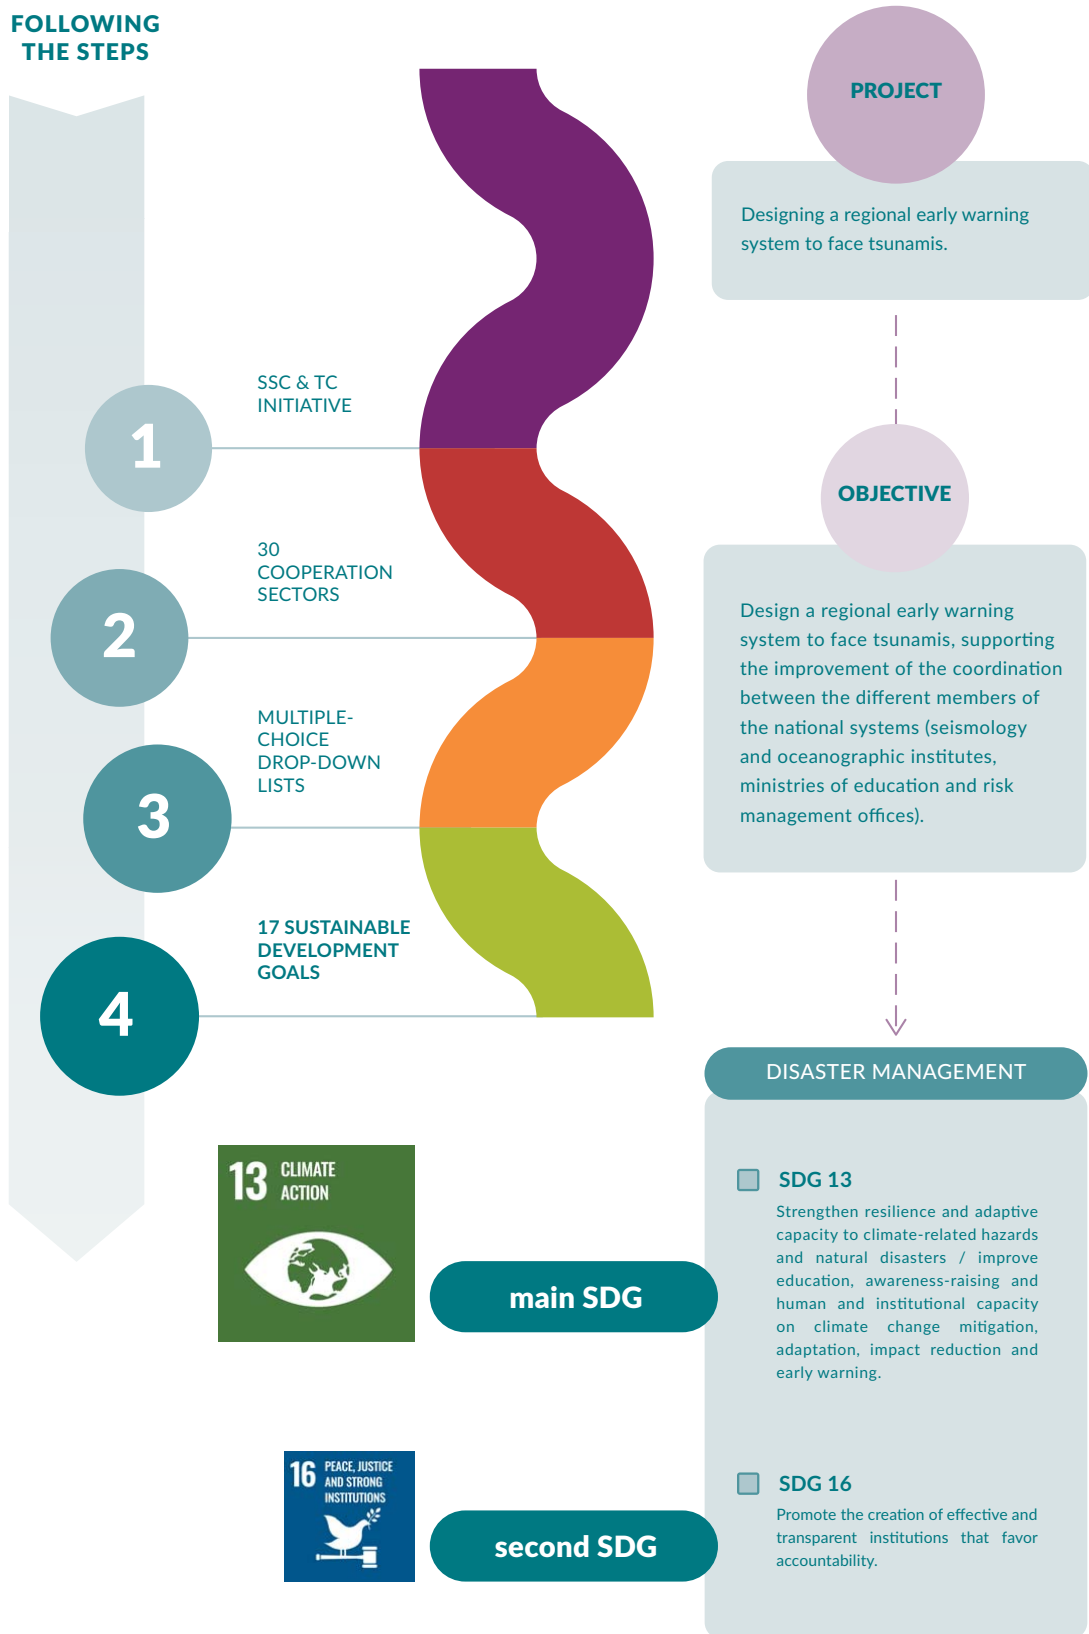 FOLLOWING
THE STEPS
1
SSC & TC
INITIATIVE
2
30
COOPERATION
SECTORS
3
MULTIPLE-
CHOICE
DROP-DOWN
LISTS
4
17 SUSTAINABLE
DEVELOPMENT
GOALS
PROJECT
Designing a regional early warning
system to face tsunamis.
OBJECTIVE
Design a regional early warning
system to face tsunamis, supporting
the improvement of the coordination
between the different members of
the national systems (seismology
and oceanographic institutes,
ministries of education and risk
management offices).
DISASTER MANAGEMENT
13 CLIMATE
ACTION
main SDG
SDG 13
Strengthen resilience and adaptive
capacity to climate-related hazards
and natural disasters / improve
education, awareness-raising and
human and institutional capacity
on climate change mitigation,
adaptation, impact reduction and
early warning.
16 PEACE, JUSTICE
AND STRONG
INSTITUTIONS
second SDG
SDG 16
Promote the creation of effective and
transparent institutions that favor
accountability.